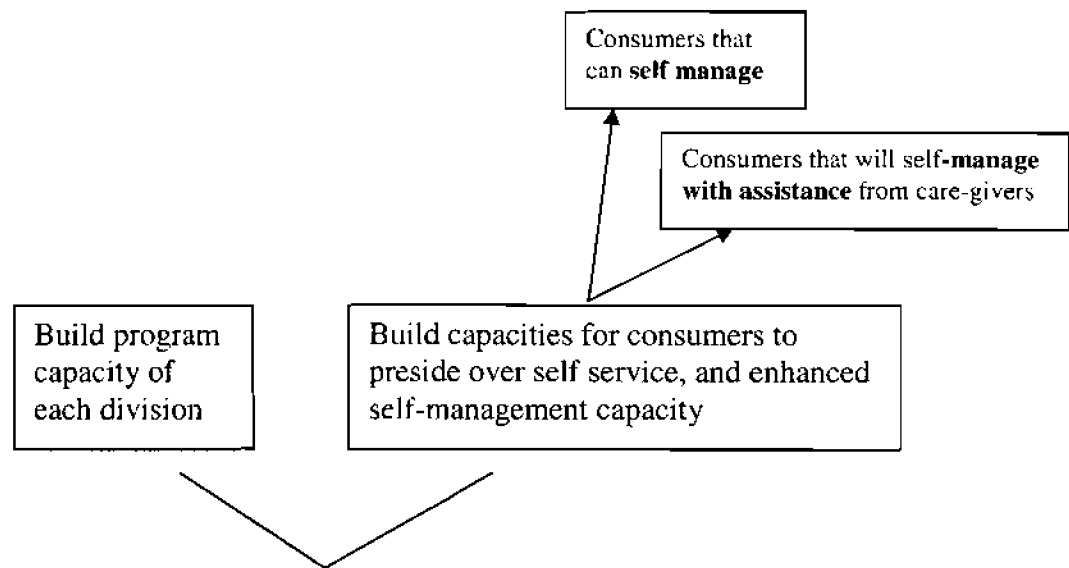 Consumers that
can self manage
Consumers that will self-manage
with assistance from care-givers
Build program
capacity of
each division
Build capacities for consumers to
preside over self service, and enhanced
self-management capacity